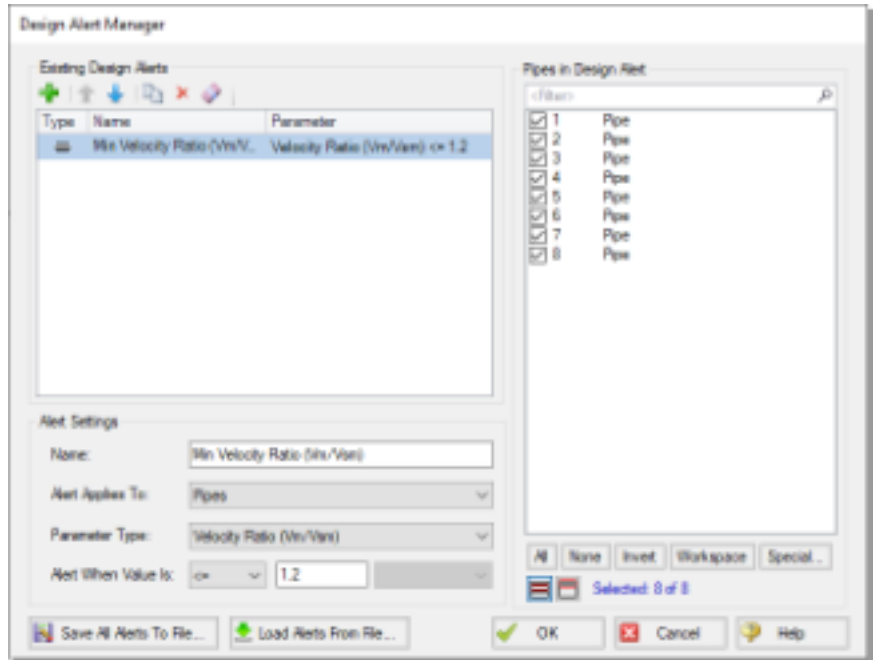 Design Alert Manager
Existing Design Alerts
Type Name Parameter
Min Velocity Ratio (Vm/V... Velocity Ratio (Vm/Vsm) <= 1.2
Pipes in Design Alert
<filter>
1 Pipe
2 Pipe
3 Pipe
4 Pipe
5 Pipe
6 Pipe
7 Pipe
8 Pipe
Alert Settings
Name: Min Velocity Ratio (Vm/Vsm)
Alert Applies To: Pipes
Parameter Type: Velocity Ratio (Vm/Vsm)
Alert When Value Is: <= 1.2
All None Invert Workspace Special...
Selected: 8 of 8
Save All Alerts To File... Load Alerts From File... OK Cancel Help